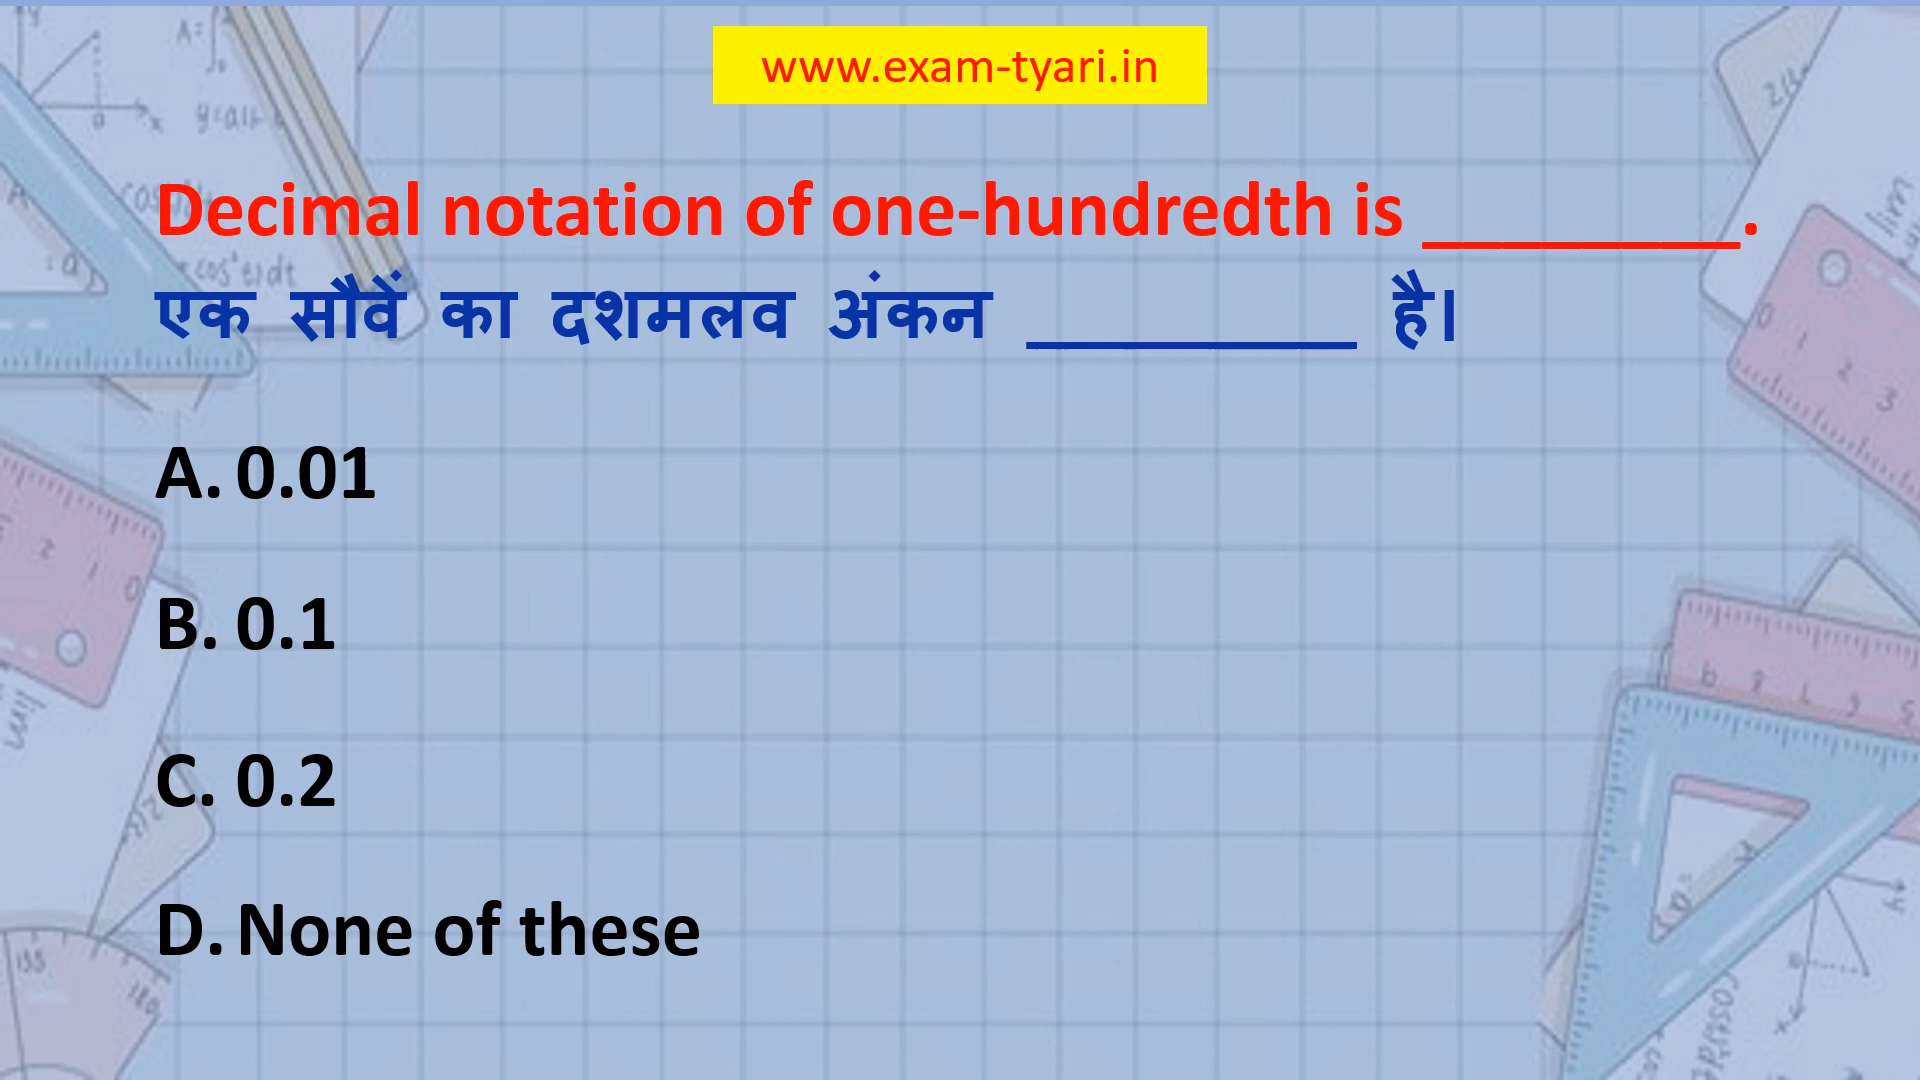 www.exam-tyari.in
Decimal notation of one-hundredth is ________.
एक सौवें का दशमलव अंकन ________ है।
A. 0.01
B. 0.1
C. 0.2
D. None of these